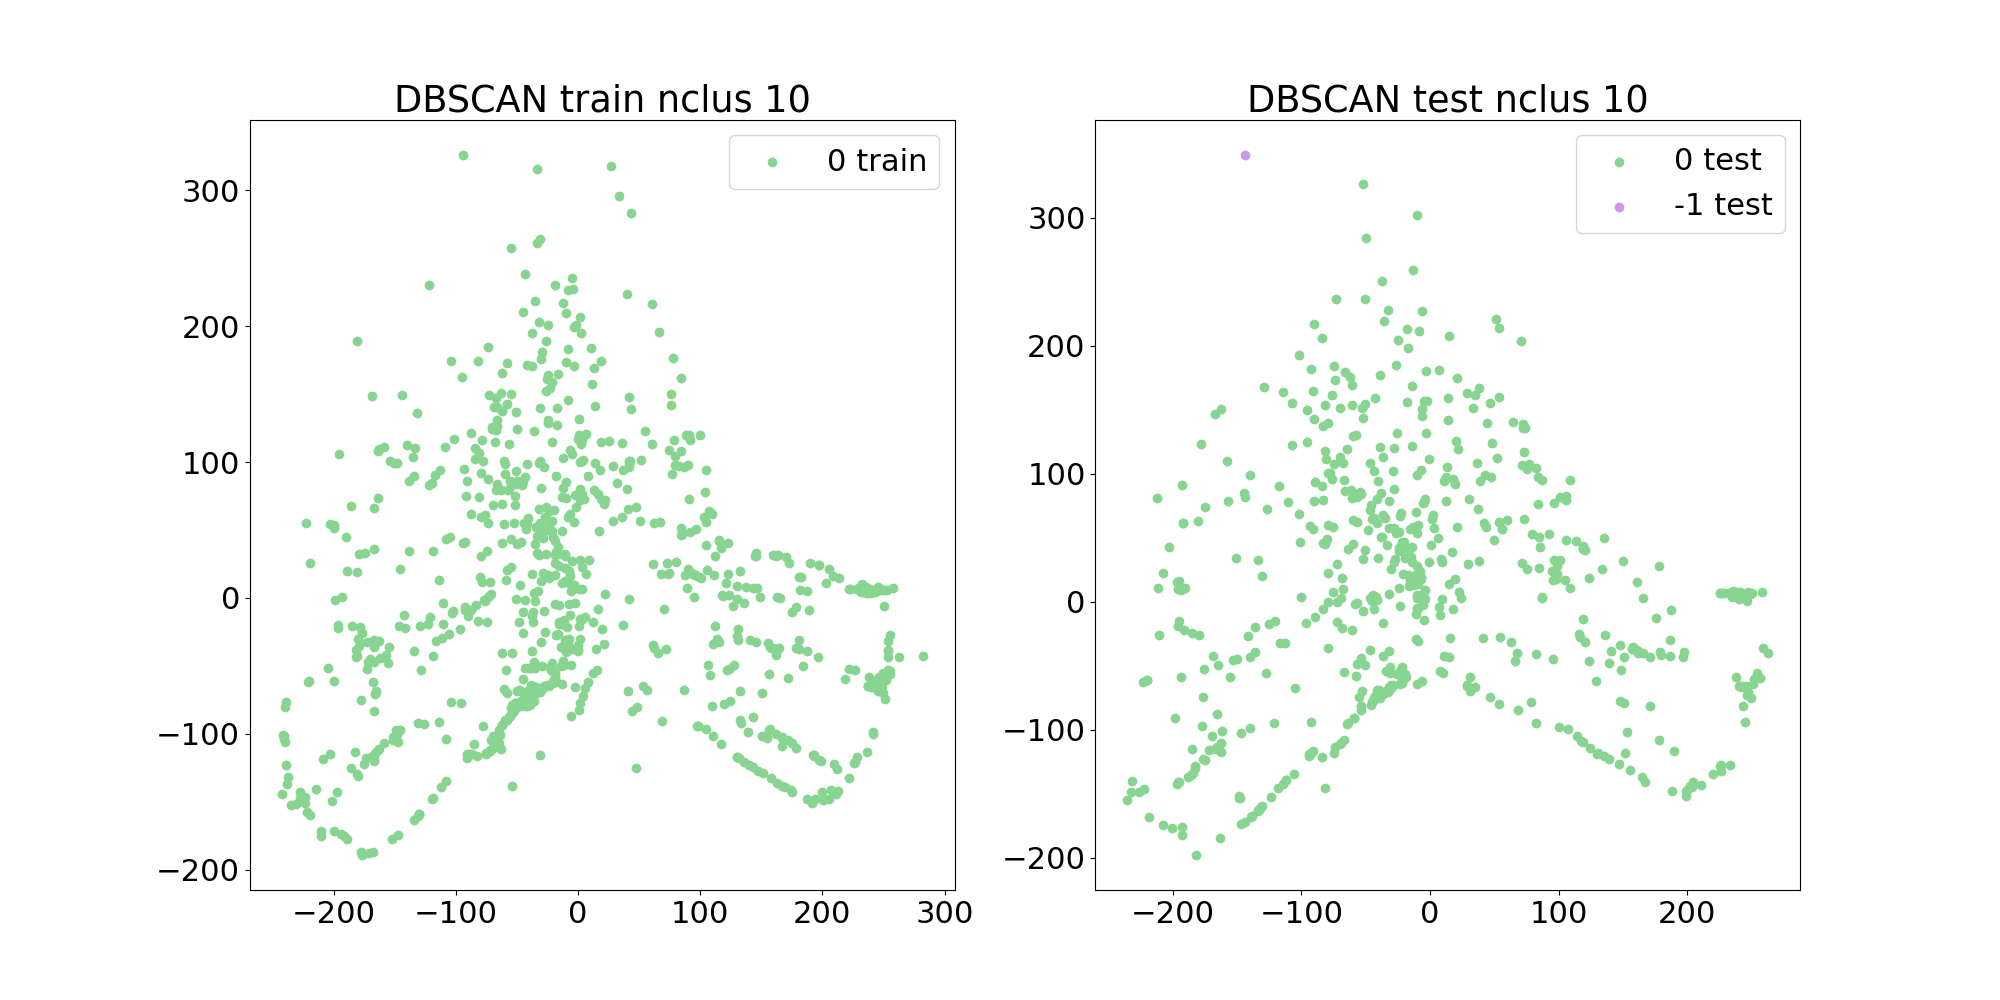 DBSCAN train nclus 10
0 train
300
200
100
0
−100
−200
−200 −100 0 100 200 300
DBSCAN test nclus 10
0 test
-1 test
300
200
100
0
−100
−200
−200 −100 0 100 200